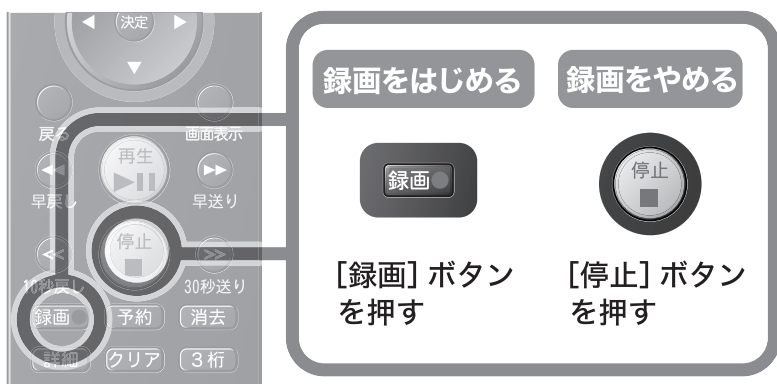 決定
戻る
画面表示
再生
早戻し
早送り
停止
10秒戻し
30秒送り
録画
予約
消去
詳細
クリア
3桁
録画をはじめる
録画をやめる
録画
停止
[録画] ボタン
を押す
[停止] ボタン
を押す